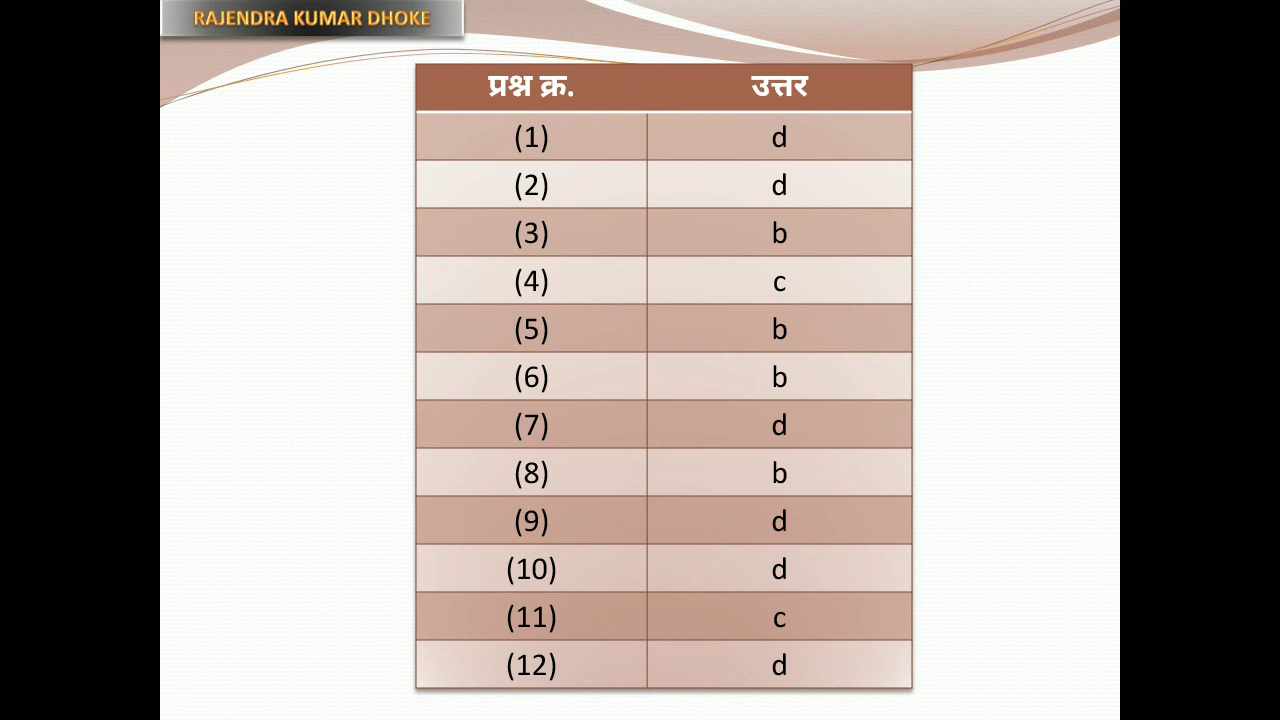 RAJENDRA KUMAR DHOKE
प्रश्न क्र. उत्तर
(1) d
(2) d
(3) b
(4) c
(5) b
(6) b
(7) d
(8) b
(9) d
(10) d
(11) c
(12) d